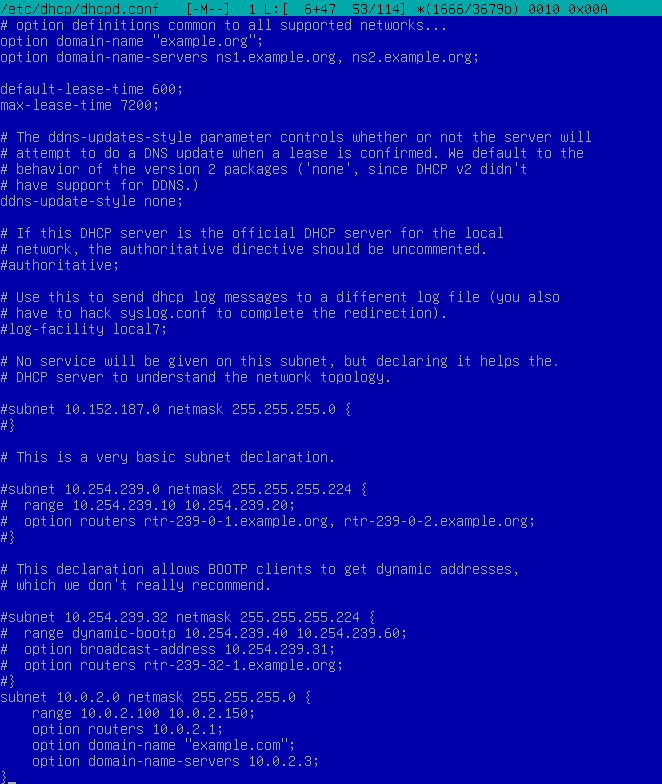 /etc/dhcp/dhcpd.conf   [-M--]  1 L:[  6+47  53/114] *(1666/3679b) 0010 0x00A
# option definitions common to all supported networks...
option domain-name "example.org";
option domain-name-servers ns1.example.org, ns2.example.org;

default-lease-time 600;
max-lease-time 7200;

# The ddns-updates-style parameter controls whether or not the server will
# attempt to do a DNS update when a lease is confirmed. We default to the
# behavior of the version 2 packages ('none', since DHCP v2 didn't
# have support for DDNS.)
ddns-update-style none;

# If this DHCP server is the official DHCP server for the local
# network, the authoritative directive should be uncommented.
#authoritative;

# Use this to send dhcp log messages to a different log file (you also
# have to hack syslog.conf to complete the redirection).
#log-facility local7;

# No service will be given on this subnet, but declaring it helps the.
# DHCP server to understand the network topology.

#subnet 10.152.187.0 netmask 255.255.255.0 {
#}

# This is a very basic subnet declaration.

#subnet 10.254.239.0 netmask 255.255.255.224 {
#  range 10.254.239.10 10.254.239.20;
#  option routers rtr-239-0-1.example.org, rtr-239-0-2.example.org;
#}

# This declaration allows BOOTP clients to get dynamic addresses,
# which we don't really recommend.

#subnet 10.254.239.32 netmask 255.255.255.224 {
#  range dynamic-bootp 10.254.239.40 10.254.239.60;
#  option broadcast-address 10.254.239.31;
#  option routers rtr-239-32-1.example.org;
#}
subnet 10.0.2.0 netmask 255.255.255.0 {
    range 10.0.2.100 10.0.2.150;
    option routers 10.0.2.1;
    option domain-name "example.com";
    option domain-name-servers 10.0.2.3;
}